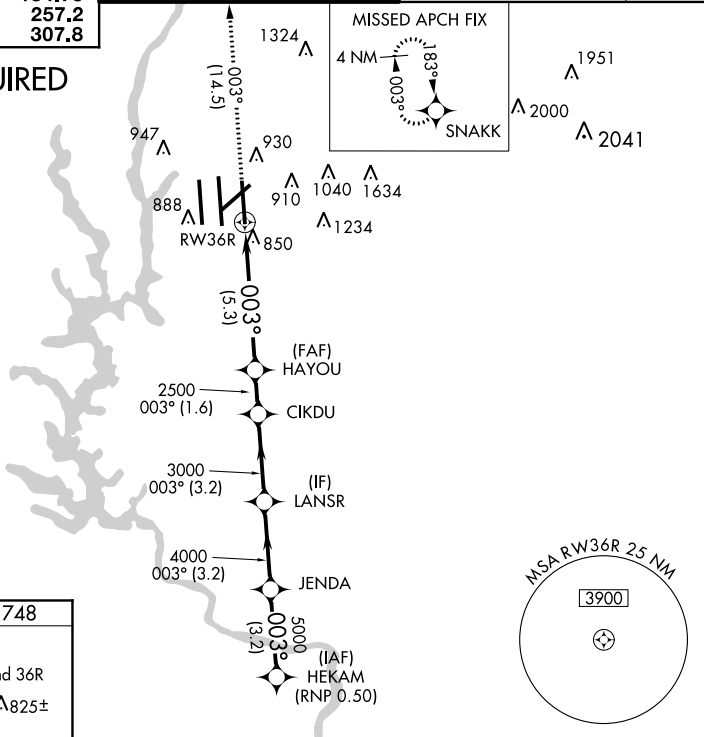 257.2
307.8
UIRED
MISSED APCH FIX
4 NM
003°
183°
SNAKK
1324
1951
2000
2041
003°
(14.5)
947
930
910
1040
1634
888
1234
RW36R
850
003°
(5.3)
(FAF)
HAYOU
2500
003° (1.6)
CIKDU
3000
003° (3.2)
(IF)
LANSR
4000
003° (3.2)
JENDA
5000
003°
(3.2)
(IAF)
HEKAM
(RNP 0.50)
MSA RW36R 25 NM
3900
748
nd 36R
825±